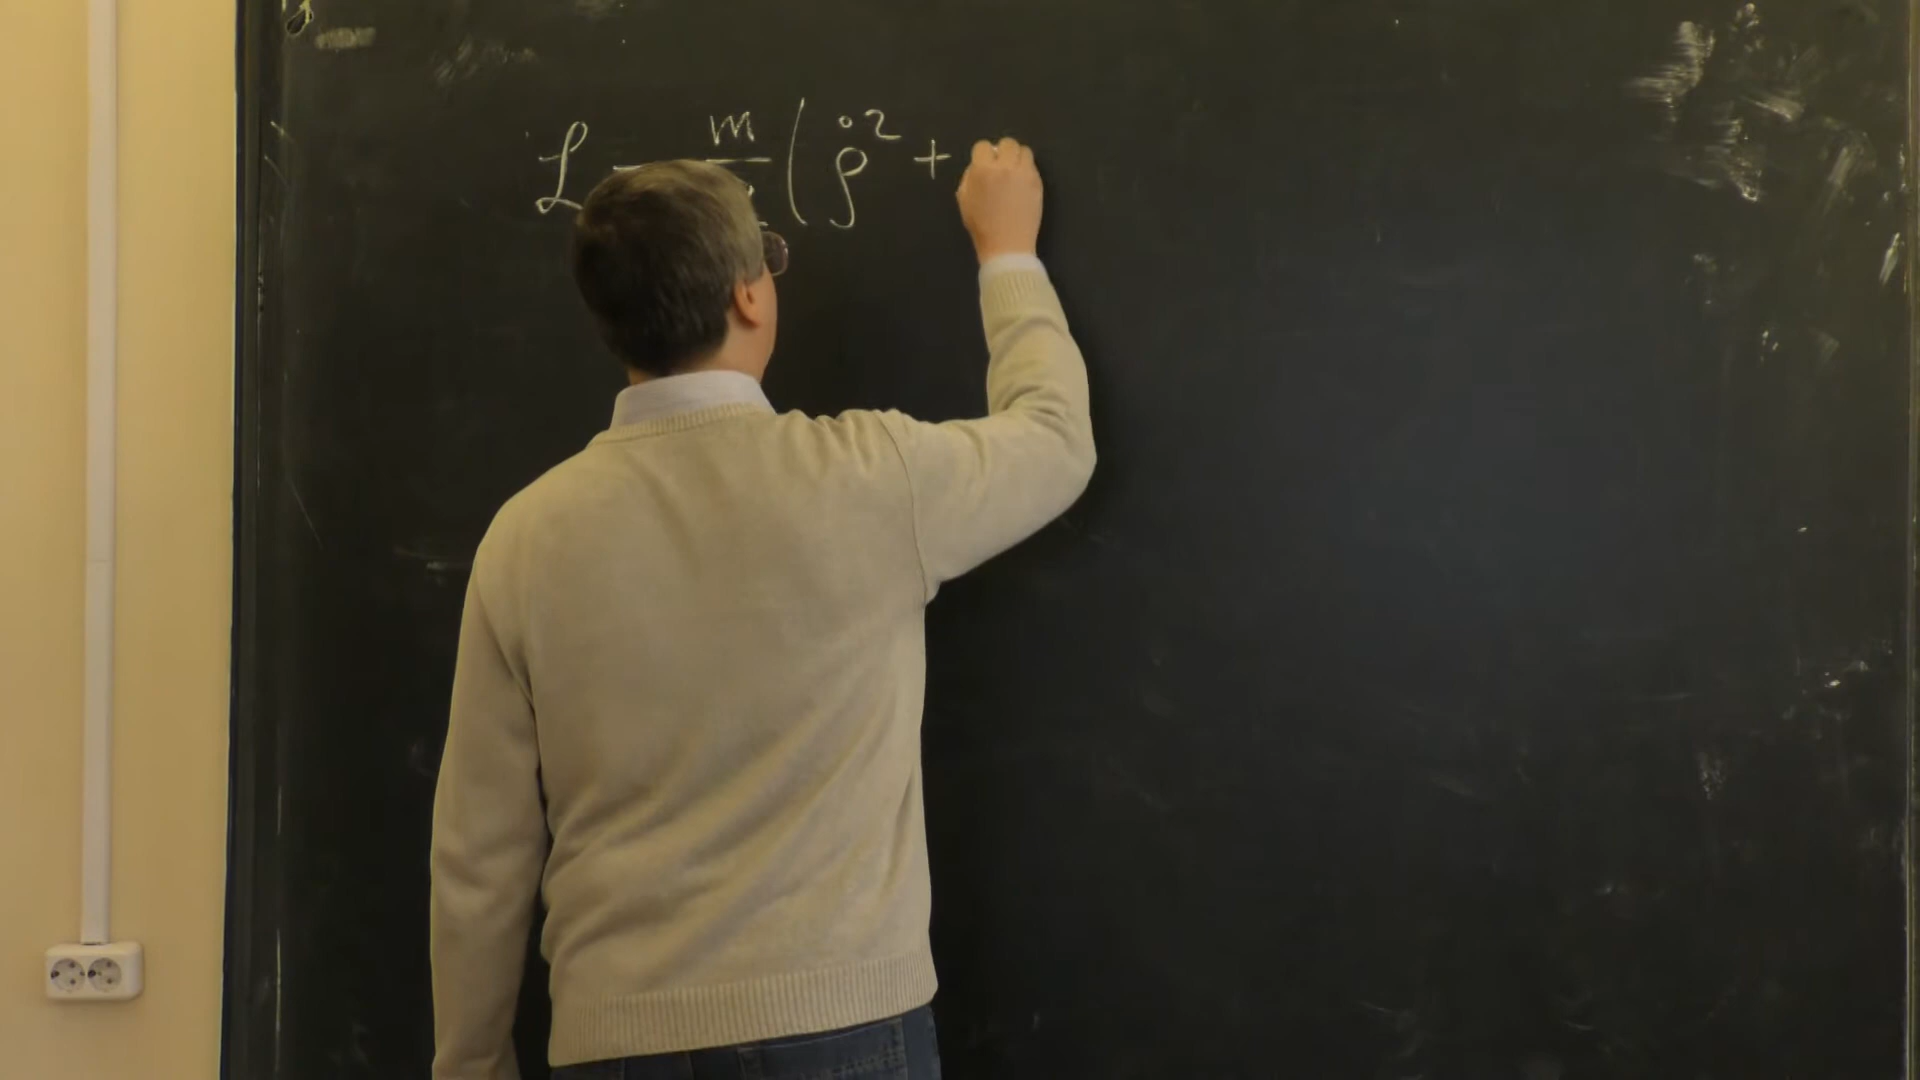 ℒ = m/2 (ρ̇² +